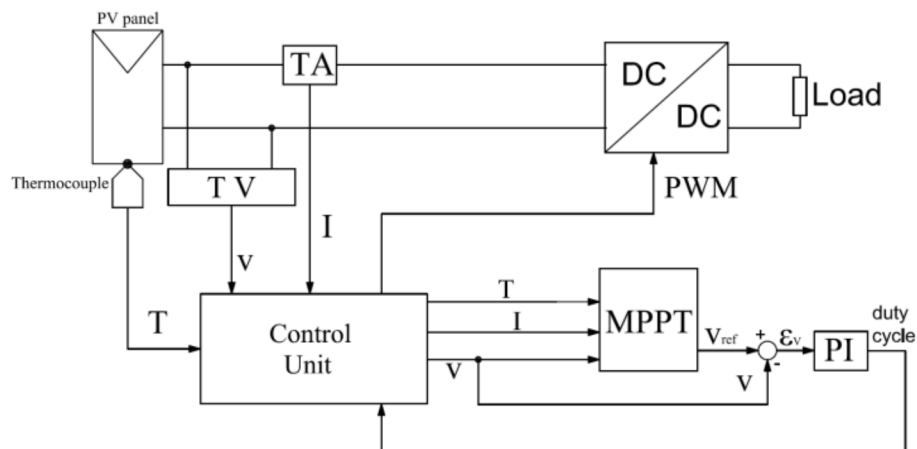 PV panel
TA
DC
DC
Load
Thermocouple
T V
PWM
I
v
T
Control
Unit
T
I
v
MPPT
Vref
+
-
v
εv
PI
duty
cycle